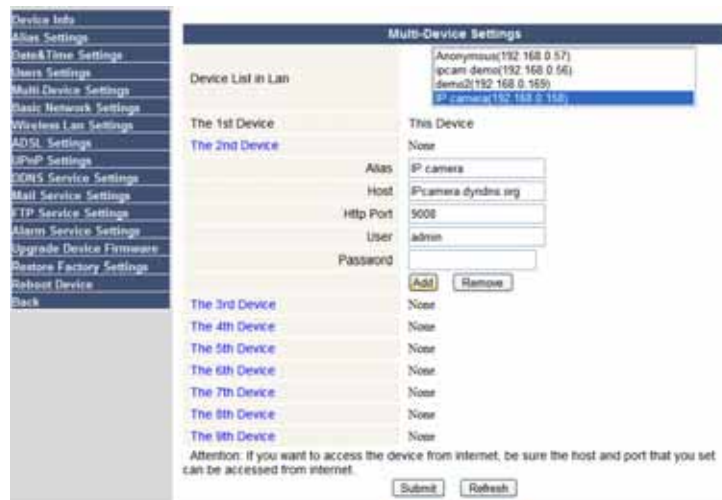 Device Info
Alias Settings
Date&Time Settings
Users Settings
Multi-Device Settings
Basic Network Settings
Wireless Lan Settings
ADSL Settings
UPnP Settings
DDNS Service Settings
Mail Service Settings
FTP Service Settings
Alarm Service Settings
Upgrade Device Firmware
Restore Factory Settings
Reboot Device
Back
Multi-Device Settings
Device List in Lan
Anonymous(192.168.0.57)
ipcam demo(192.168.0.56)
demo2(192.168.0.169)
IP camera(192.168.0.158)
The 1st Device This Device
The 2nd Device None
Alias IP camera
Host IPcamera.dyndns.org
Http Port 9008
User admin
Password
Add Remove
The 3rd Device None
The 4th Device None
The 5th Device None
The 6th Device None
The 7th Device None
The 8th Device None
The 9th Device None
Attention: If you want to access the device from internet, be sure the host and port that you set
can be accessed from internet.
Submit Refresh